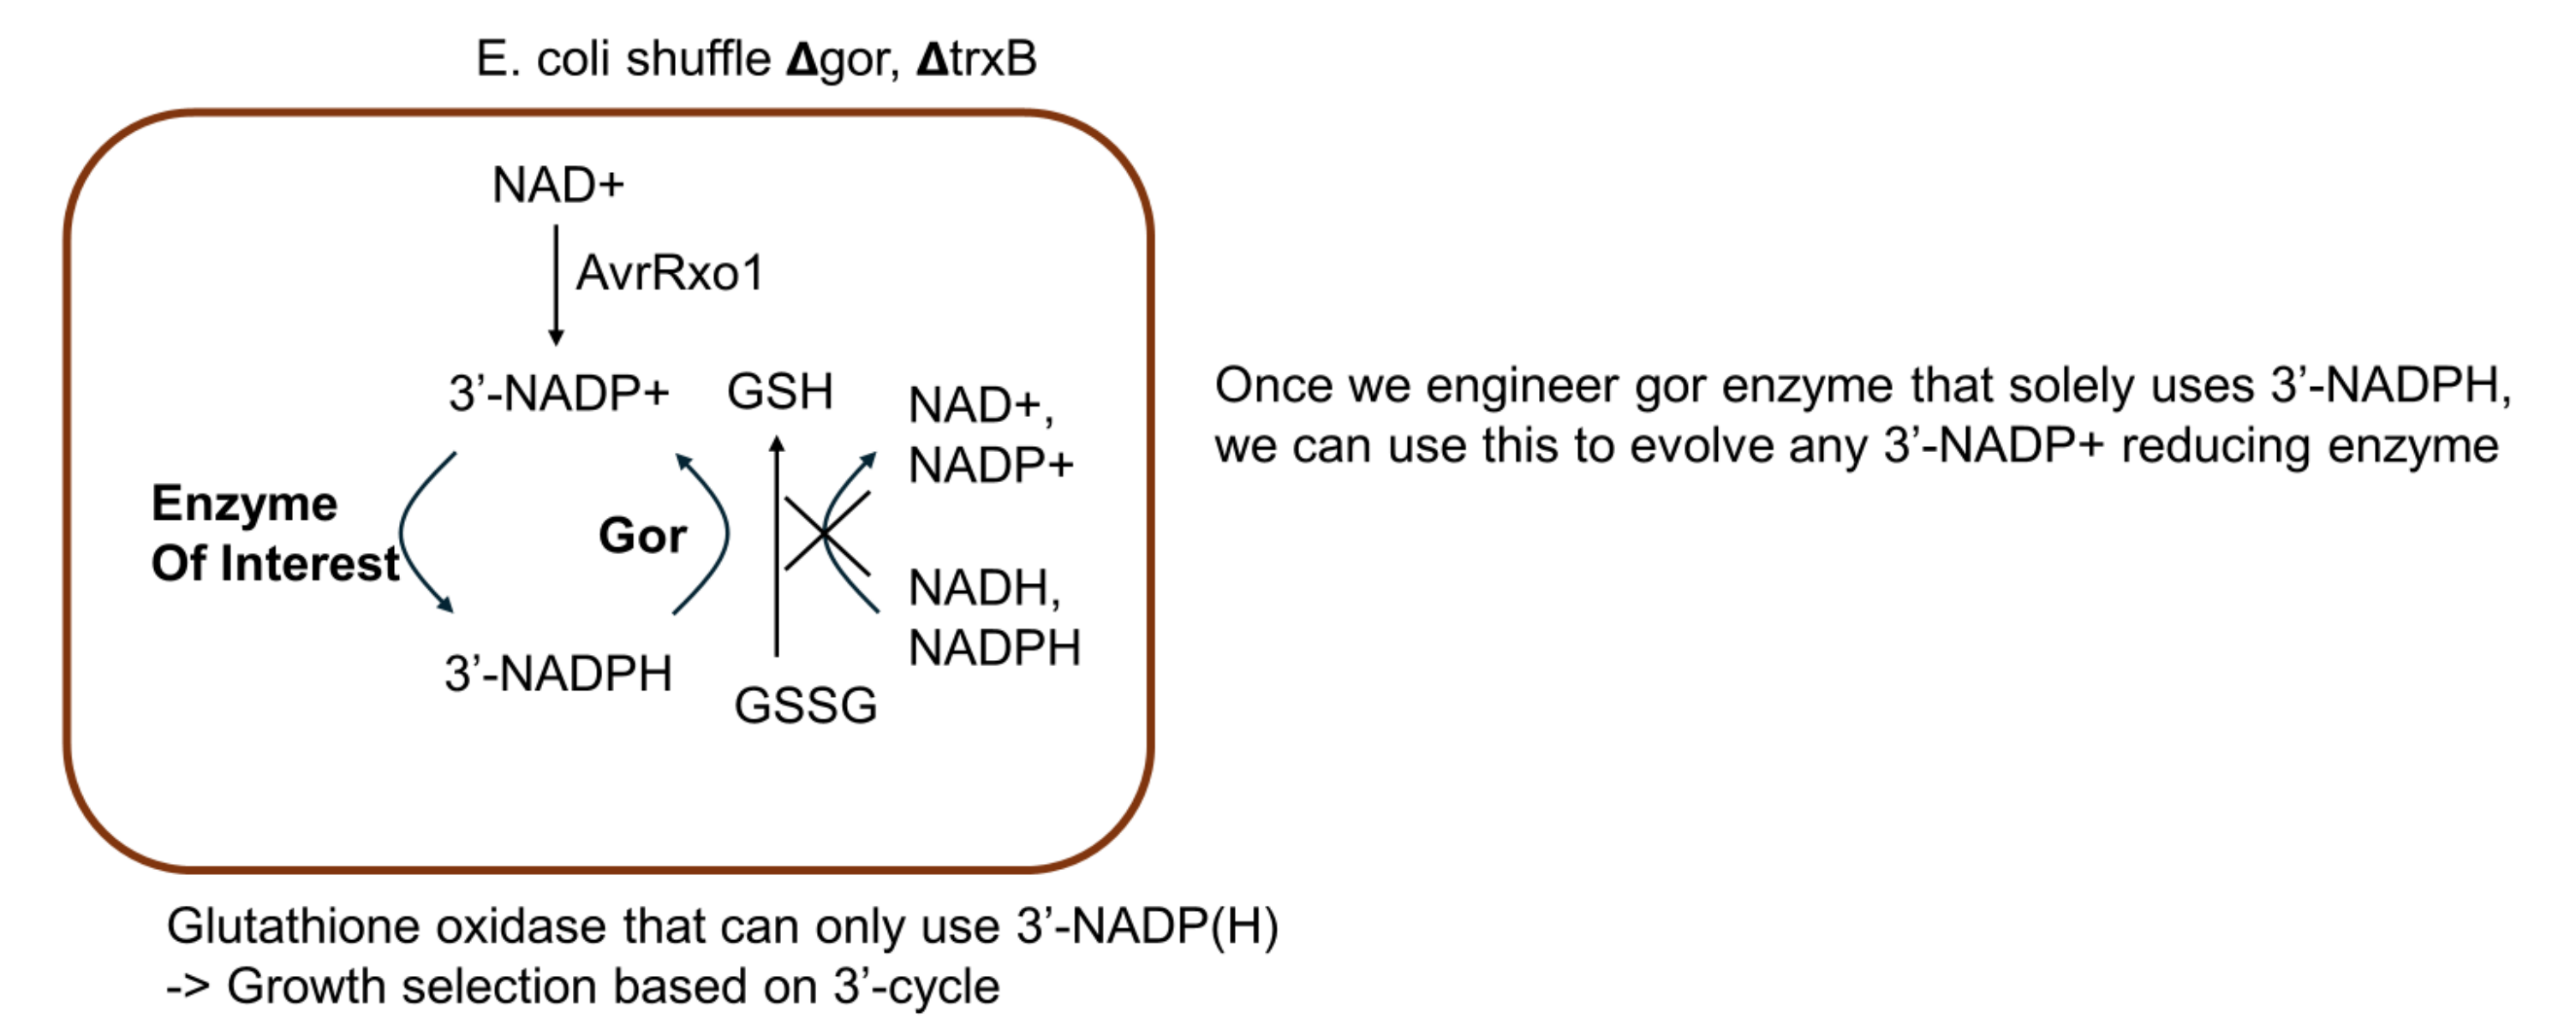 E. coli shuffle Δgor, ΔtrxB
NAD+
AvrRxo1
3’-NADP+
GSH
NAD+,
NADP+
Enzyme
Of Interest
Gor
NADH,
NADPH
3’-NADPH
GSSG
Once we engineer gor enzyme that solely uses 3’-NADPH,
we can use this to evolve any 3’-NADP+ reducing enzyme
Glutathione oxidase that can only use 3’-NADP(H)
-> Growth selection based on 3’-cycle